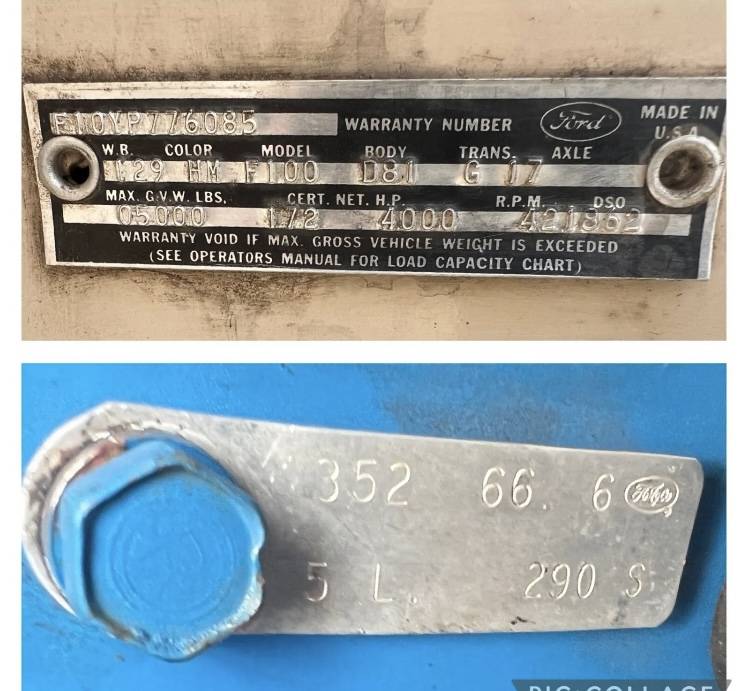 F10YP776085 WARRANTY NUMBER Ford MADE IN U.S.A
W.B. COLOR MODEL BODY TRANS. AXLE
129 HM F100 D81 G 17
MAX. G.V.W. LBS. CERT. NET. H.P. R.P.M. DSO
05000 172 4000
WARRANTY VOID IF MAX. GROSS VEHICLE WEIGHT IS EXCEEDED
(SEE OPERATORS MANUAL FOR LOAD CAPACITY CHART)
352 66. 6 Ford
5 L. 290 S